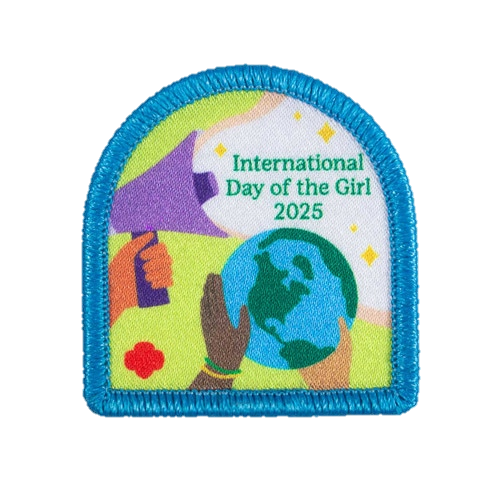 International
Day of the Girl
2025